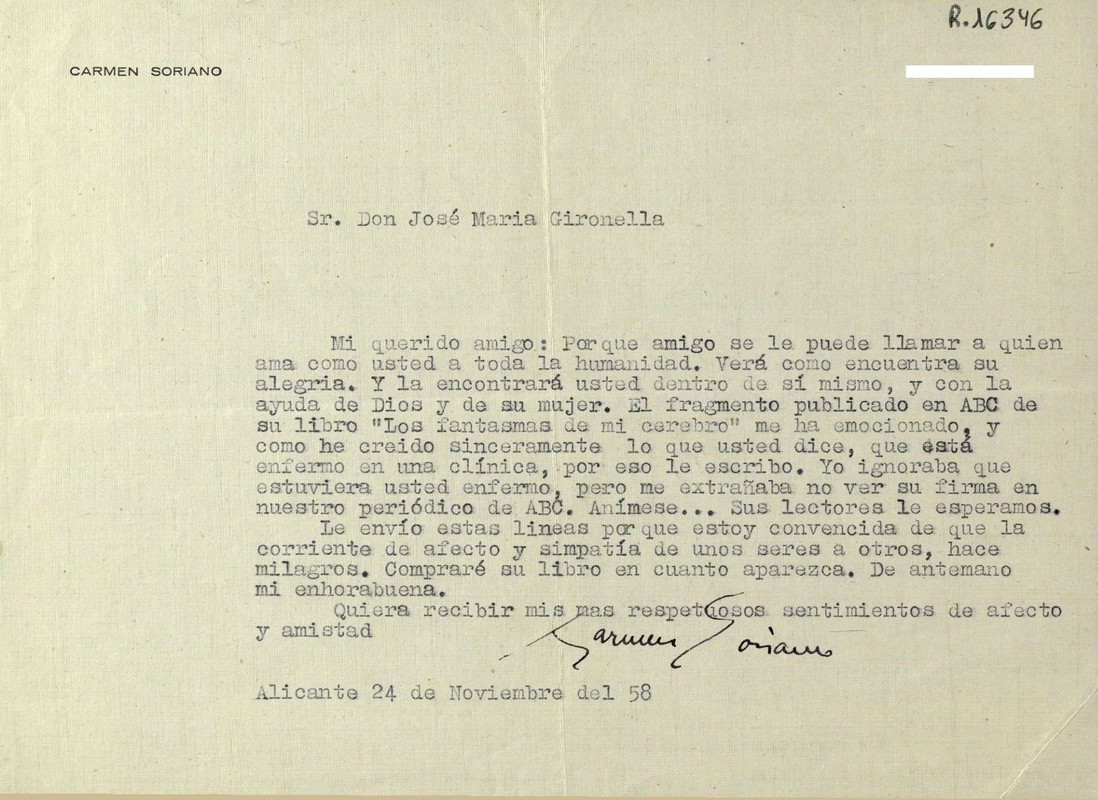 R.16346
CARMEN SORIANO
Sr. Don José Maria Gironella
Mi querido amigo: Porque amigo se le puede llamar a quien
ama como usted a toda la humanidad. Verá como encuentra su
alegria. Y la encontrará usted dentro de sí mismo, y con la
ayuda de Dios y de su mujer. El fragmento publicado en ABC de
su libro "Los fantasmas de mi cerebro" me ha emocionado, y
como he creido sinceramente lo que usted dice, que está
enfermo en una clínica, por eso le escribo. Yo ignoraba que
estuviera usted enfermo, pero me extrañaba no ver su firma en
nuestro periódico de ABC. Anímese... Sus lectores le esperamos.
Le envío estas lineas porque estoy convencida de que la
corriente de afecto y simpatía de unos seres a otros, hace
milagros. Compraré su libro en cuanto aparezca. De antemano
mi enhorabuena.
Quiera recibir mis mas respetuosos sentimientos de afecto
y amistad
Carmen Soriano
Alicante 24 de Noviembre del 58